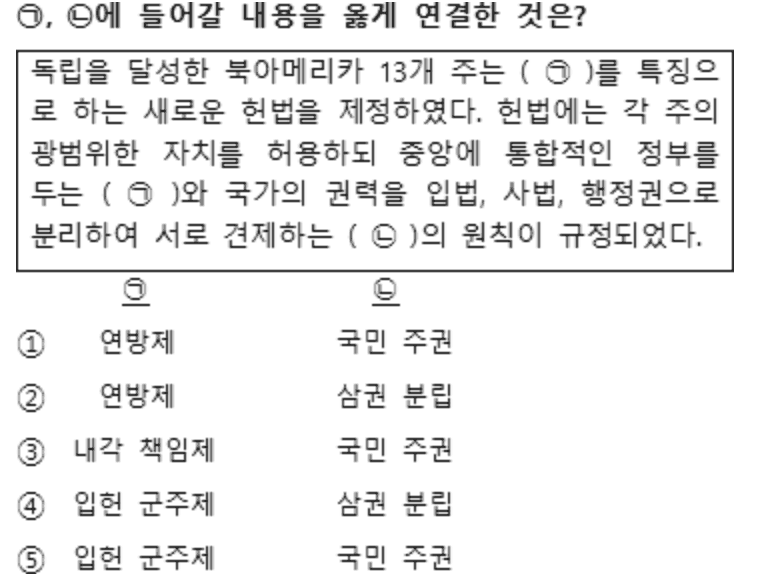 ㉠, ㉡에 들어갈 내용을 옳게 연결한 것은?
독립을 달성한 북아메리카 13개 주는 ( ㉠ )를 특징으
로 하는 새로운 헌법을 제정하였다. 헌법에는 각 주의
광범위한 자치를 허용하되 중앙에 통합적인 정부를
두는 ( ㉠ )와 국가의 권력을 입법, 사법, 행정권으로
분리하여 서로 견제하는 ( ㉡ )의 원칙이 규정되었다.
㉠ ㉡
① 연방제 국민 주권
② 연방제 삼권 분립
③ 내각 책임제 국민 주권
④ 입헌 군주제 삼권 분립
⑤ 입헌 군주제 국민 주권